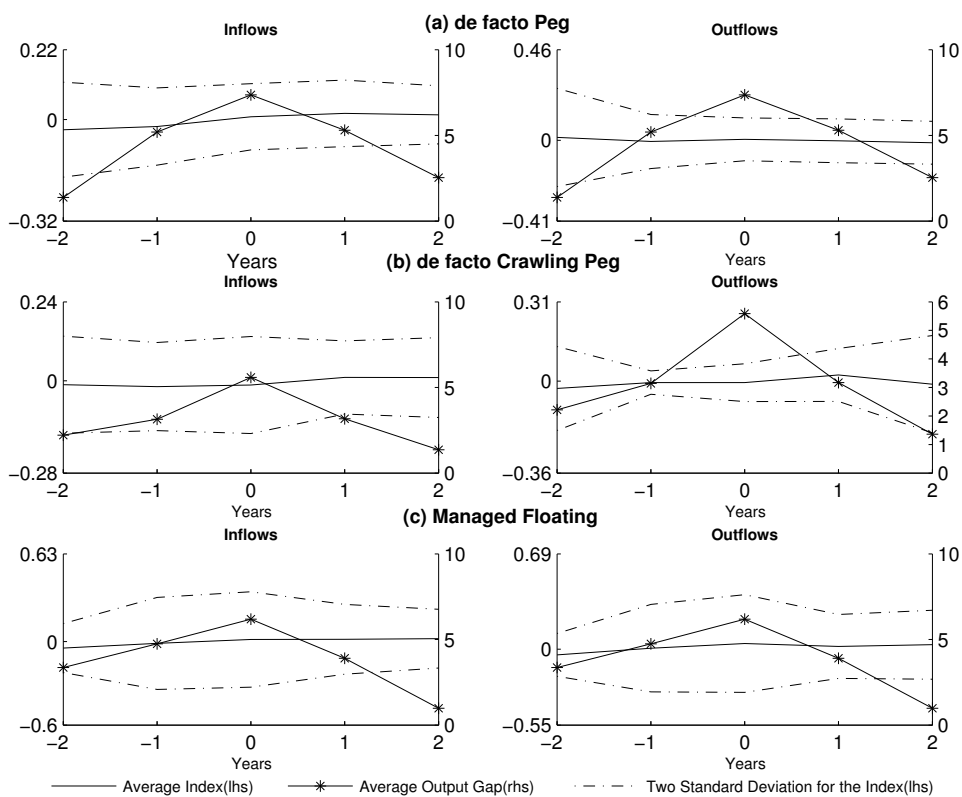 (a) de facto Peg
Inflows
Outflows
0.22
0
−0.32
10
5
0
−2 −1 0 1 2
Years
0.46
0
−0.41
10
5
0
−2 −1 0 1 2
Years
(b) de facto Crawling Peg
Inflows
Outflows
0.24
0
−0.28
10
5
0
−2 −1 0 1 2
Years
0.31
0
−0.36
6
5
4
3
2
1
0
−2 −1 0 1 2
Years
(c) Managed Floating
Inflows
Outflows
0.63
0
−0.6
10
5
0
−2 −1 0 1 2
Years
0.69
0
−0.55
10
5
0
−2 −1 0 1 2
Years
Average Index(lhs) Average Output Gap(rhs) Two Standard Deviation for the Index(lhs)